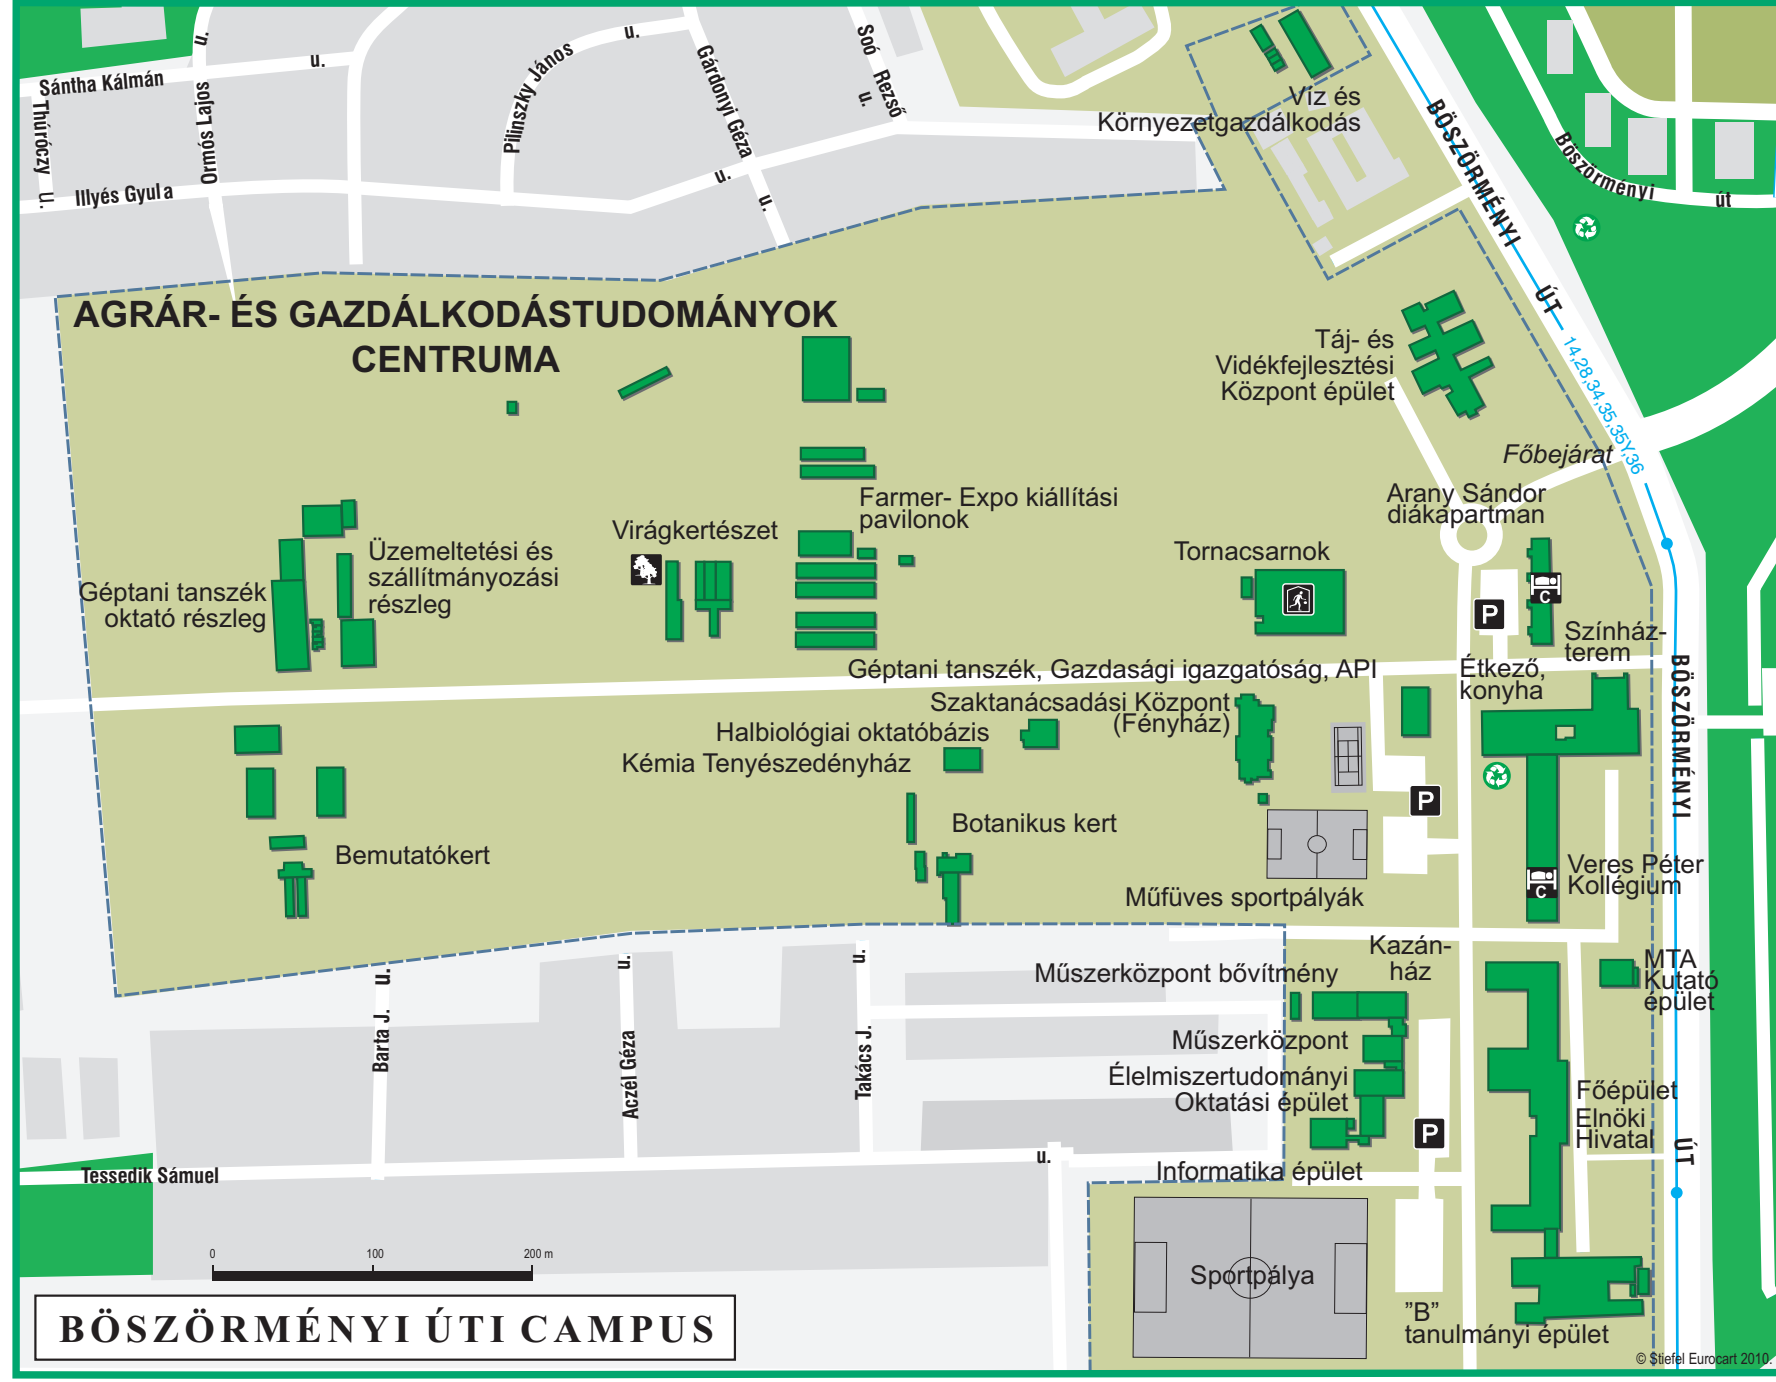 Sántha Kálmán
u.
Thúróczy
U.
Ormós Lajos
u.
Illyés Gyula
Pilinszky János
u.
Gárdonyi Géza
u.
u.
Soó Rezső
u.
Víz és
Környezetgazdálkodás
BÖSZÖRMÉNYI
ÚT
Böszörményi
út
14,28,34,35,35Y,36
AGRÁR- ÉS GAZDÁLKODÁSTUDOMÁNYOK
CENTRUMA
Táj- és
Vidékfejlesztési
Központ épület
Főbejárat
Arany Sándor
diákapartman
Farmer- Expo kiállítási
pavilonok
Virágkertészet
Üzemeltetési és
szállítmányozási
részleg
Géptani tanszék
oktató részleg
Tornacsarnok
C
P
Színház-
terem
Étkező,
konyha
Géptani tanszék, Gazdasági igazgatóság, API
Szaktanácsadási Központ
(Fényház)
Halbiológiai oktatóbázis
Kémia Tenyészedényház
BÖSZÖRMÉNYI
P
Botanikus kert
Bemutatókert
Műfüves sportpályák
Veres Péter
Kollégium
C
Kazán-
ház
Műszerközpont bővítmény
MTA
Kutató
épület
Műszerközpont
Élelmiszertudományi
Oktatási épület
Főépület
Elnöki
Hivatal
P
ÚT
Informatika épület
Barta J.
u.
Aczél Géza
u.
Takács J.
u.
Tessedik Sámuel
u.
Sportpálya
"B"
tanulmányi épület
0 100 200 m
BÖSZÖRMÉNYI ÚTI CAMPUS
© Stiefel Eurocart 2010.